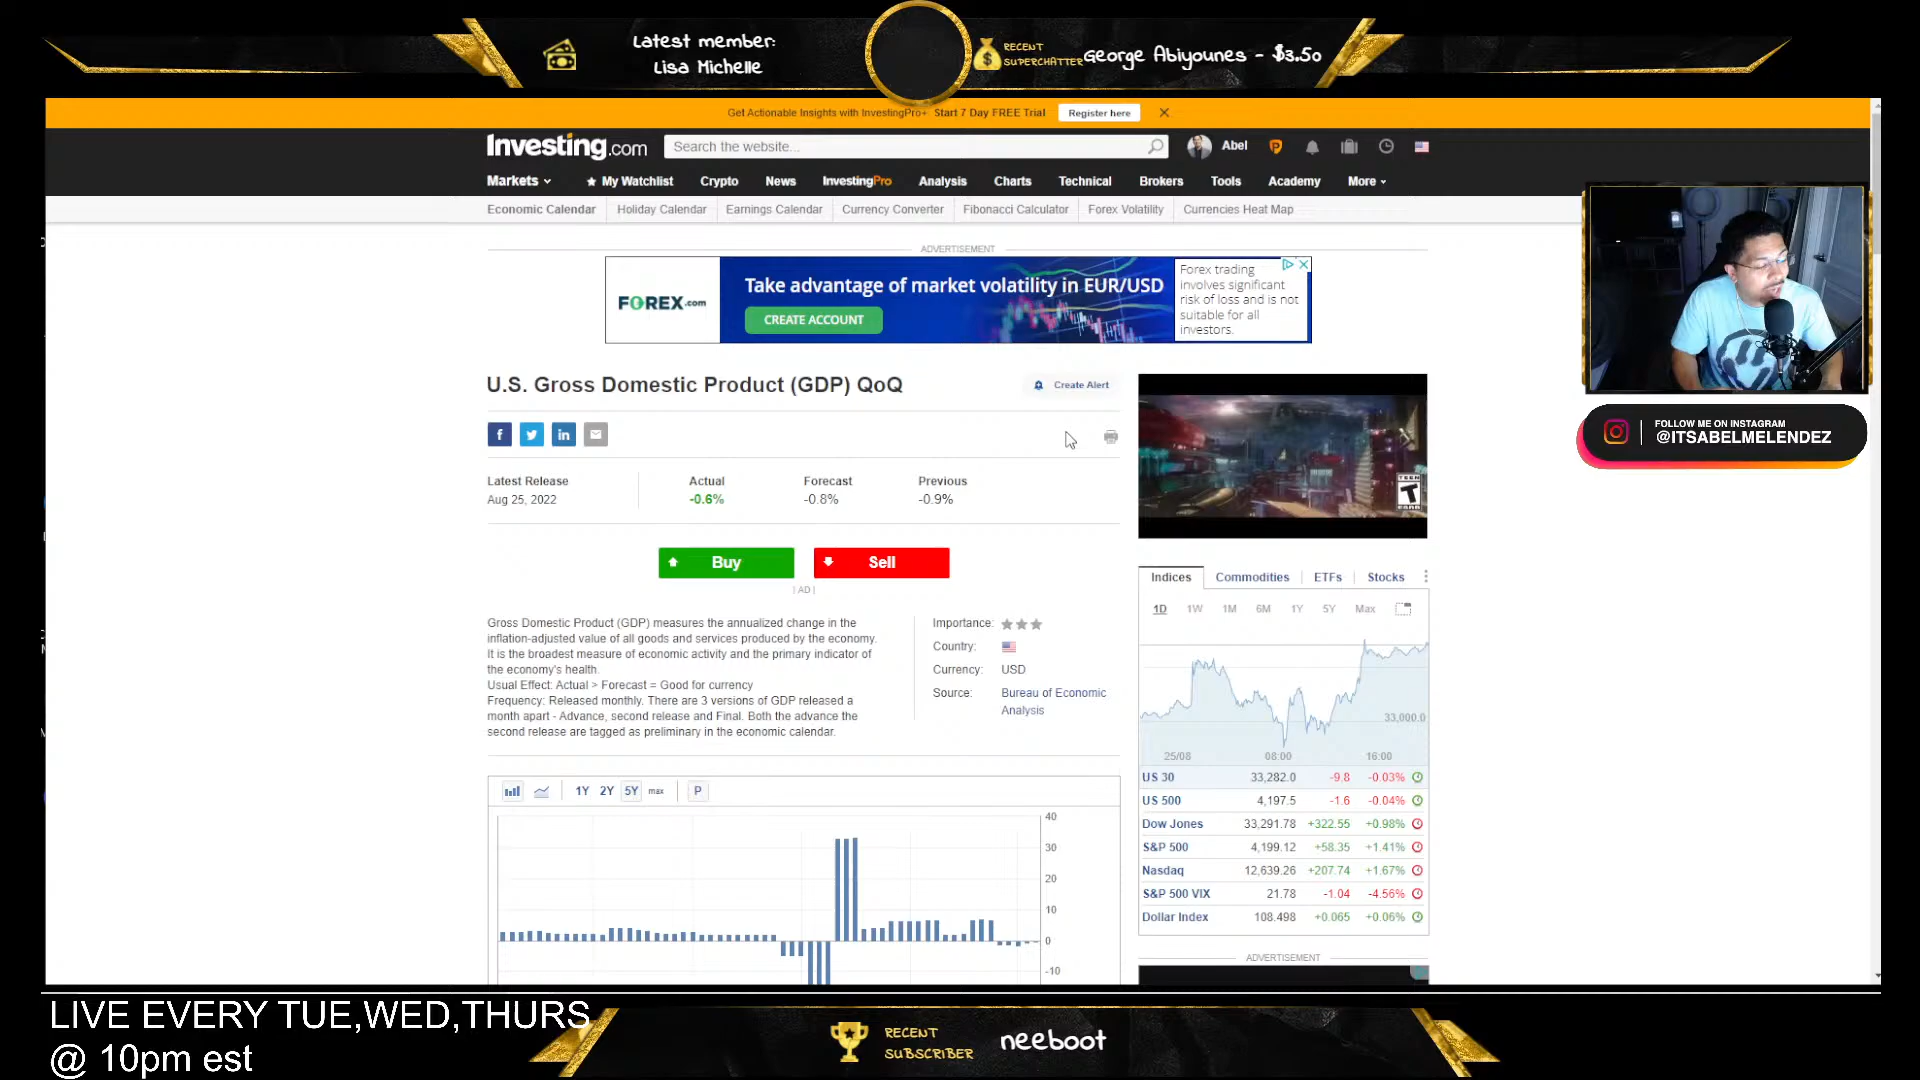 Latest member:
Lisa Michelle
RECENT
SUPERCHATTER
George Abiyounes - $3.50
Get Actionable Insights with InvestingPro+ Start 7 Day FREE Trial
Register here
Investing.com
Search the website...
Abel
Markets
My Watchlist
Crypto
News
InvestingPro
Analysis
Charts
Technical
Brokers
Tools
Academy
More
Economic Calendar
Holiday Calendar
Earnings Calendar
Currency Converter
Fibonacci Calculator
Forex Volatility
Currencies Heat Map
ADVERTISEMENT
FOREX.com
Take advantage of market volatility in EUR/USD
CREATE ACCOUNT
Forex trading
involves significant
risk of loss and is not
suitable for all
investors.
U.S. Gross Domestic Product (GDP) QoQ
Create Alert
Latest Release
Aug 25, 2022
Actual
-0.6%
Forecast
-0.8%
Previous
-0.9%
Buy
Sell
| AD |
Gross Domestic Product (GDP) measures the annualized change in the
inflation-adjusted value of all goods and services produced by the economy.
It is the broadest measure of economic activity and the primary indicator of
the economy's health.
Usual Effect: Actual > Forecast = Good for currency
Frequency: Released monthly. There are 3 versions of GDP released a
month apart - Advance, second release and Final. Both the advance the
second release are tagged as preliminary in the economic calendar.
Importance:
Country:
Currency: USD
Source: Bureau of Economic
Analysis
1Y 2Y 5Y max P
40
30
20
10
0
-10
TEEN
T
ESRB
Indices Commodities ETFs Stocks
1D 1W 1M 6M 1Y 5Y Max
33,000.0
25/08 08:00 16:00
US 30 33,282.0 -9.8 -0.03%
US 500 4,197.5 -1.6 -0.04%
Dow Jones 33,291.78 +322.55 +0.98%
S&P 500 4,199.12 +58.35 +1.41%
Nasdaq 12,639.26 +207.74 +1.67%
S&P 500 VIX 21.78 -1.04 -4.56%
Dollar Index 108.498 +0.065 +0.06%
ADVERTISEMENT
FOLLOW ME ON INSTAGRAM
@ITSABELMELENDEZ
LIVE EVERY TUE,WED,THURS
@ 10pm est
RECENT
SUBSCRIBER
neeboot